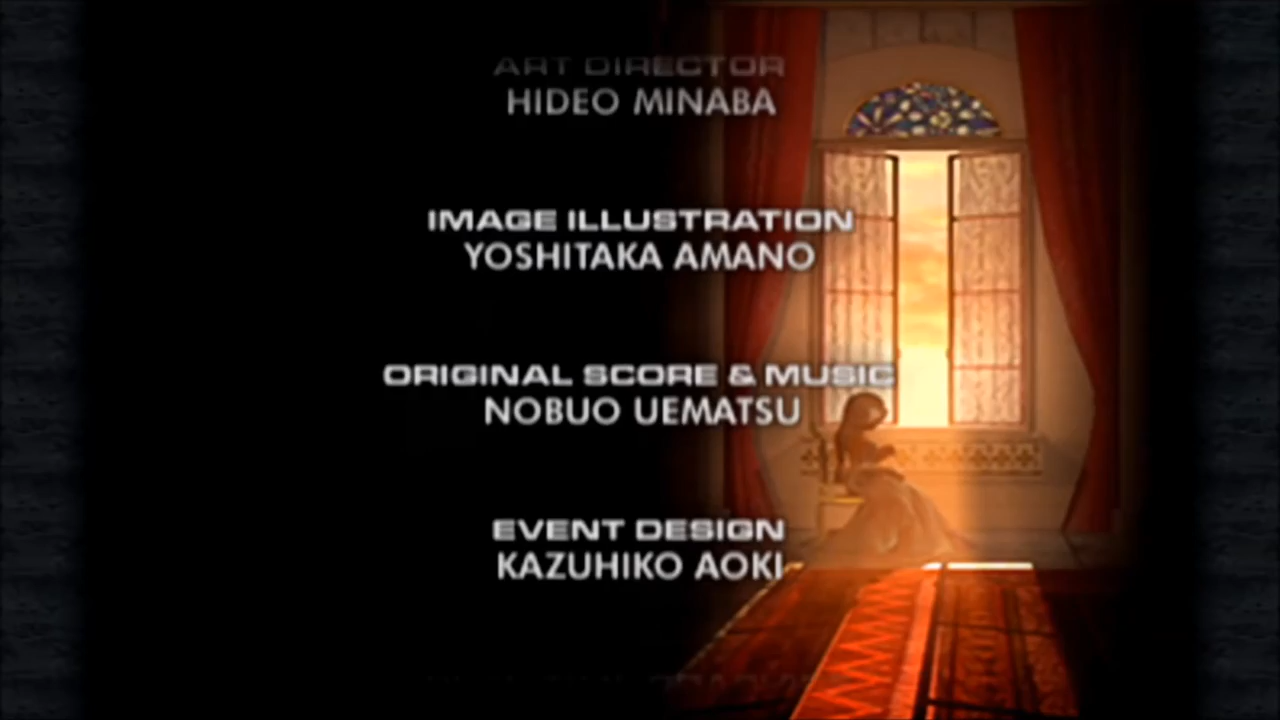 ART DIRECTOR
HIDEO MINABA
IMAGE ILLUSTRATION
YOSHITAKA AMANO
ORIGINAL SCORE & MUSIC
NOBUO UEMATSU
EVENT DESIGN
KAZUHIKO AOKI